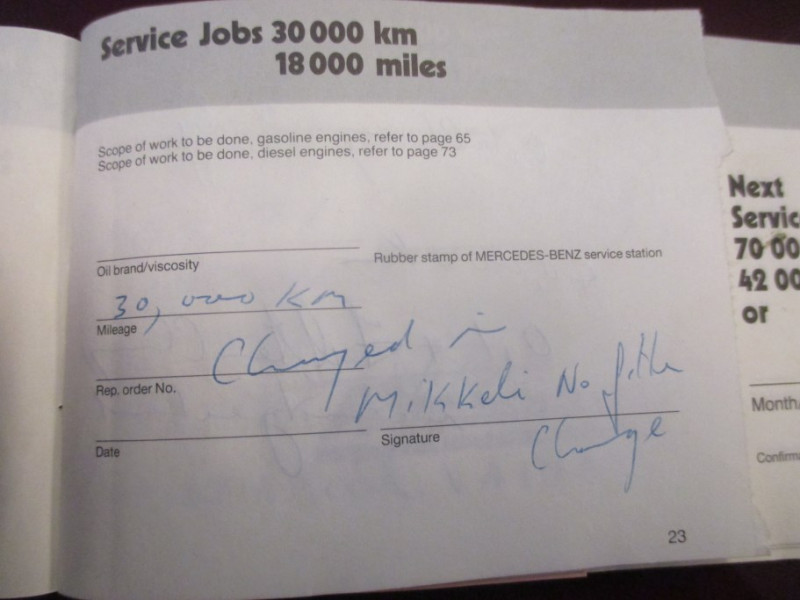 Service Jobs 30 000 km
18 000 miles
Scope of work to be done, gasoline engines, refer to page 65
Scope of work to be done, diesel engines, refer to page 73
Oil brand/viscosity
Rubber stamp of MERCEDES-BENZ service station
30,000 km
Mileage
Changed in
Rep. order No.
Mikkeli No filter
Date
Signature
Change
23
Next
Servic
70 00
42 00
or
Month,
Confirm